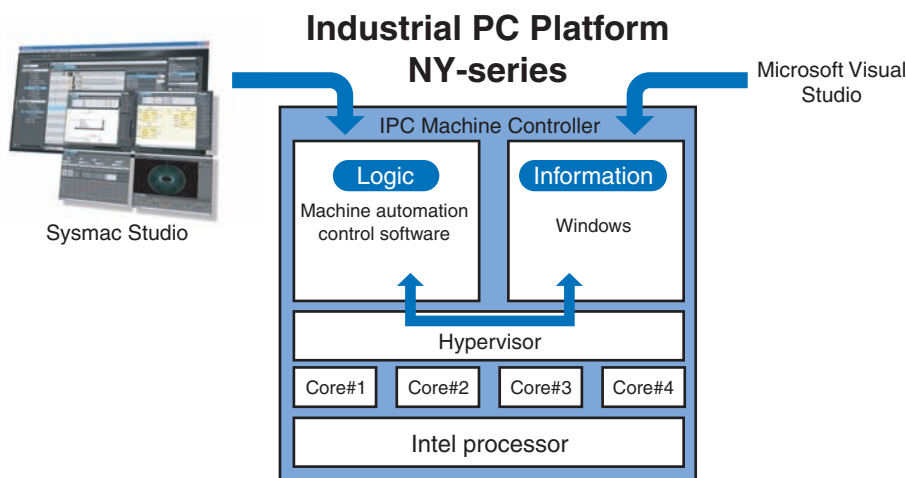 Industrial PC Platform
NY-series
Microsoft Visual
Studio
IPC Machine Controller
Logic
Machine automation
control software
Information
Windows
Sysmac Studio
Hypervisor
Core#1
Core#2
Core#3
Core#4
Intel processor